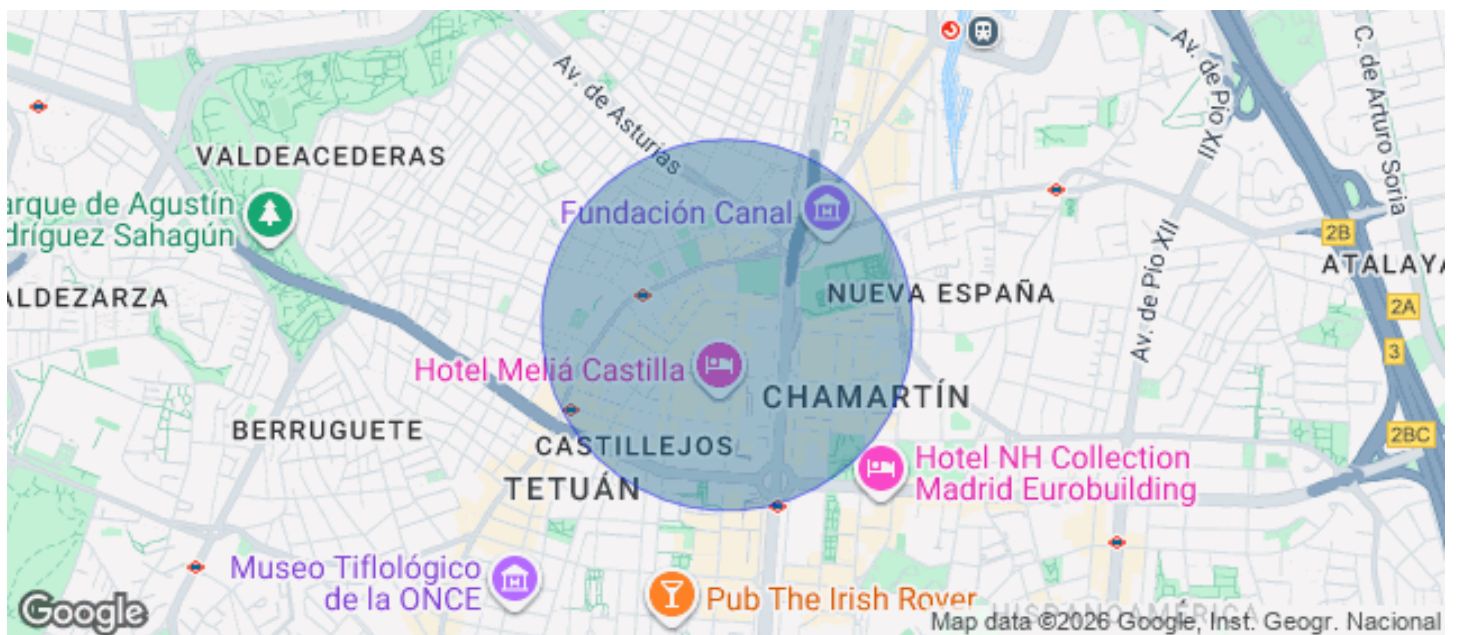 Av. de Asturias
Av. de Pío XII
C. de Arturo Soria
VALDEACEDERAS
arque de Agustín
dríguez Sahagún
Fundación Canal
2B
ATALAYA
ALDEZARZA
NUEVA ESPAÑA
2A
Av. de Pío XII
3
Hotel Meliá Castilla
CHAMARTÍN
BERRUGUETE
CASTILLEJOS
2BC
TETUÁN
Hotel NH Collection
Madrid Eurobuilding
Museo Tiflológico
de la ONCE
Pub The Irish Rover
HISPANOAMÉRICA
Google
Map data ©2026 Google, Inst. Geogr. Nacional